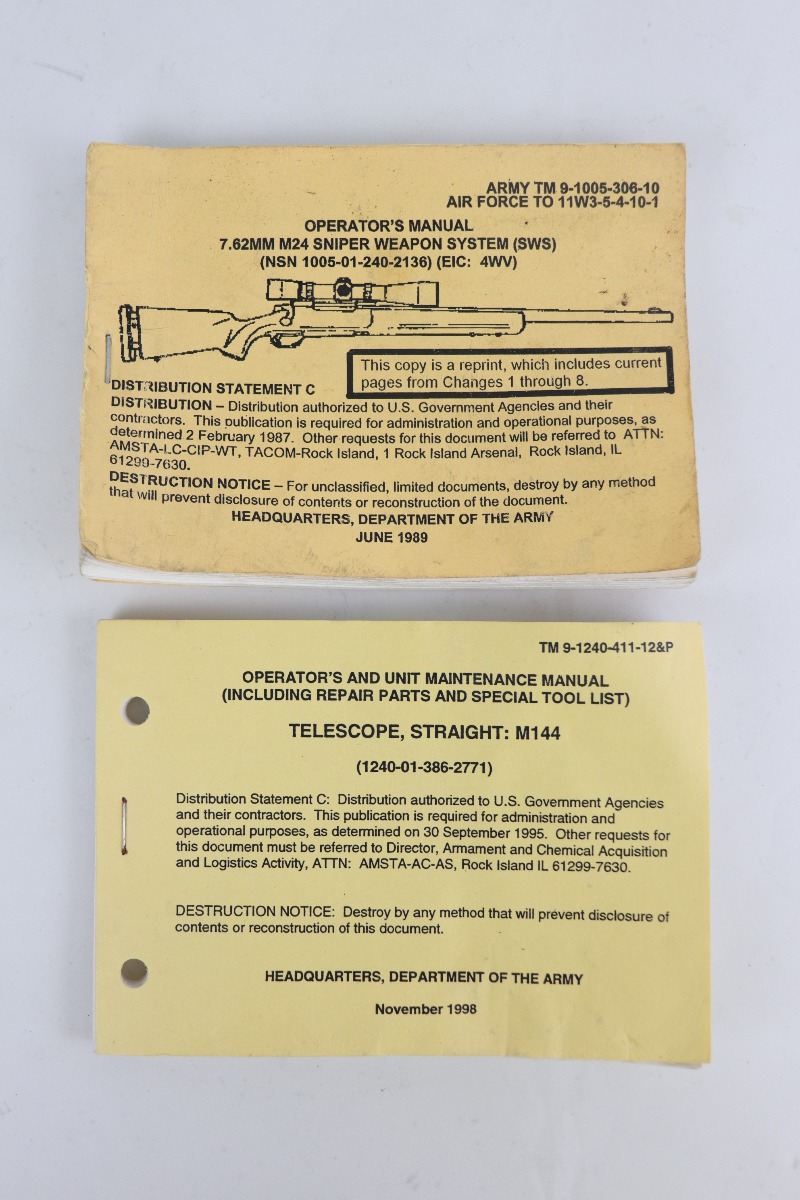 ARMY TM 9-1005-306-10
AIR FORCE TO 11W3-5-4-10-1
OPERATOR'S MANUAL
7.62MM M24 SNIPER WEAPON SYSTEM (SWS)
(NSN 1005-01-240-2136) (EIC: 4WV)
This copy is a reprint, which includes current
pages from Changes 1 through 8.
DISTRIBUTION STATEMENT C
DISTRIBUTION – Distribution authorized to U.S. Government Agencies and their
contractors. This publication is required for administration and operational purposes, as
determined 2 February 1987. Other requests for this document will be referred to ATTN:
AMSTA-LC-CIP-WT, TACOM-Rock Island, 1 Rock Island Arsenal, Rock Island, IL
61299-7630.
DESTRUCTION NOTICE – For unclassified, limited documents, destroy by any method
that will prevent disclosure of contents or reconstruction of the document.
HEADQUARTERS, DEPARTMENT OF THE ARMY
JUNE 1989
TM 9-1240-411-12&P
OPERATOR'S AND UNIT MAINTENANCE MANUAL
(INCLUDING REPAIR PARTS AND SPECIAL TOOL LIST)
TELESCOPE, STRAIGHT: M144
(1240-01-386-2771)
Distribution Statement C: Distribution authorized to U.S. Government Agencies
and their contractors. This publication is required for administration and
operational purposes, as determined on 30 September 1995. Other requests for
this document must be referred to Director, Armament and Chemical Acquisition
and Logistics Activity, ATTN: AMSTA-AC-AS, Rock Island IL 61299-7630.
DESTRUCTION NOTICE: Destroy by any method that will prevent disclosure of
contents or reconstruction of this document.
HEADQUARTERS, DEPARTMENT OF THE ARMY
November 1998